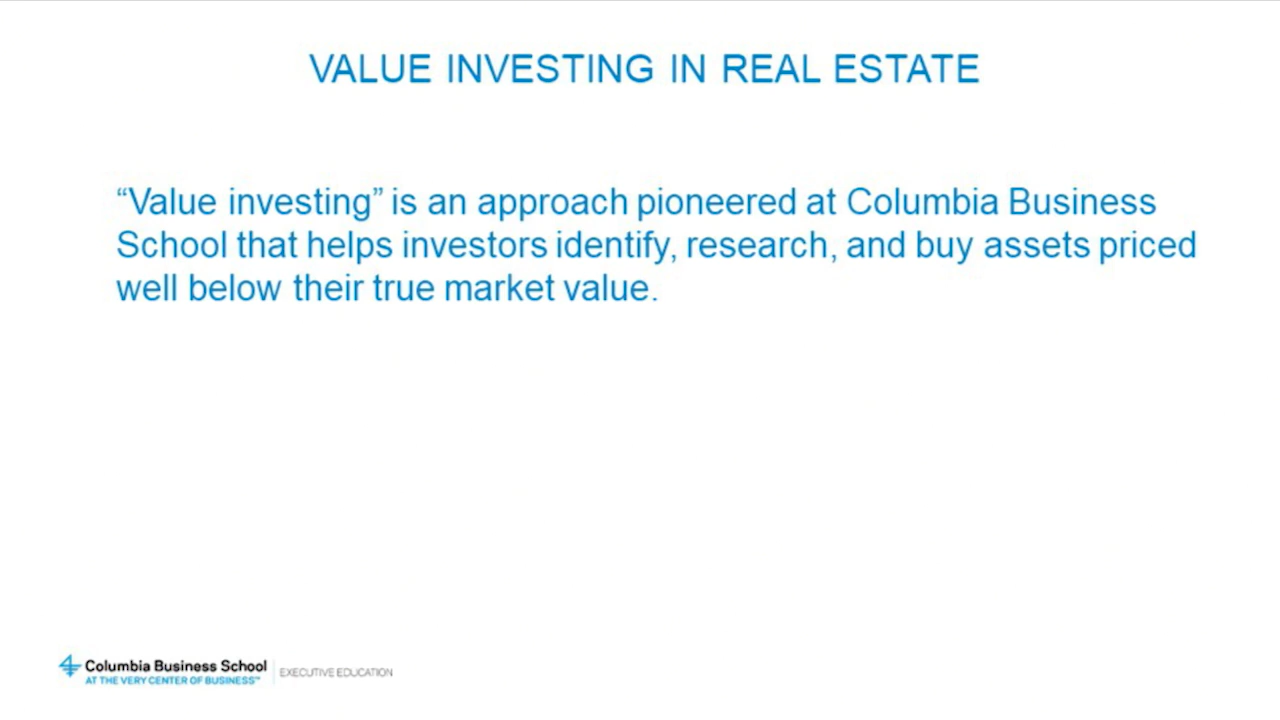 VALUE INVESTING IN REAL ESTATE
“Value investing” is an approach pioneered at Columbia Business
School that helps investors identify, research, and buy assets priced
well below their true market value.
Columbia Business School
AT THE VERY CENTER OF BUSINESS™
EXECUTIVE EDUCATION